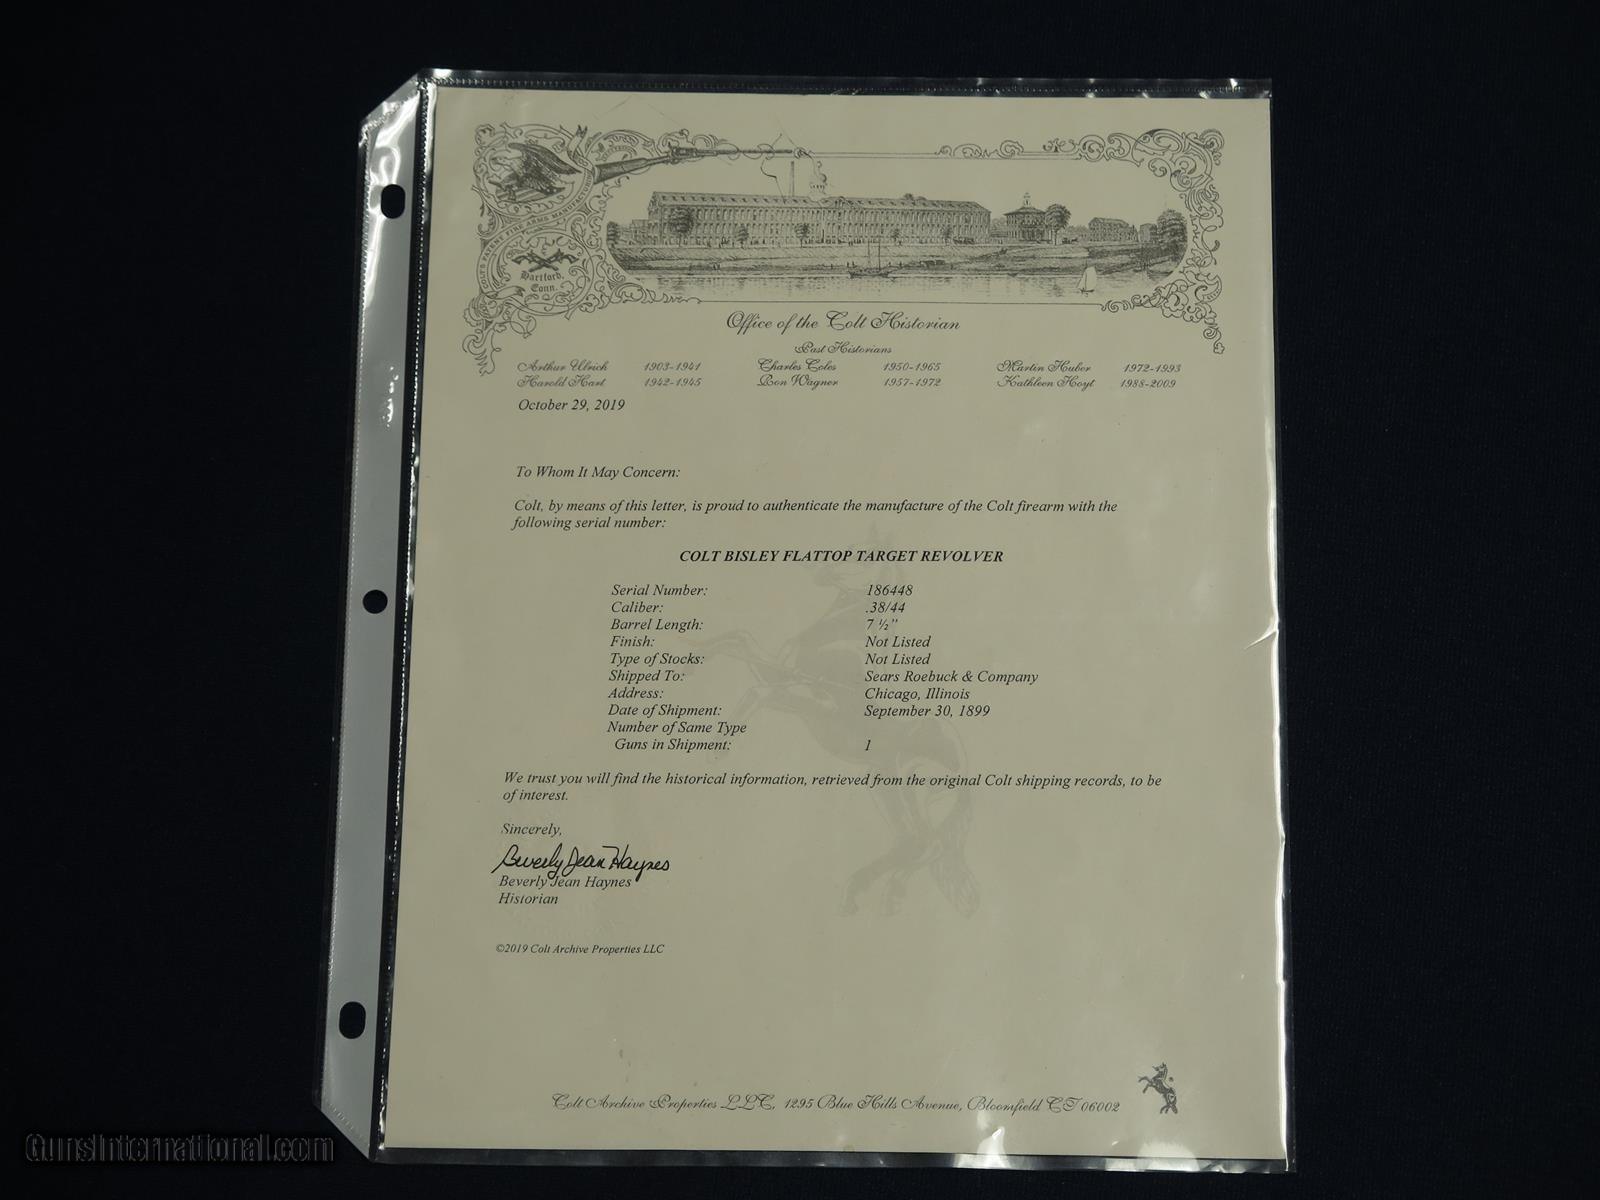 COLT'S PATENT FIRE ARMS MANUFACTURING
Hartford,
Conn.
Office of the Colt Historian
Past Historians
Arthur Ulrich 1903-1941 Charles Coles 1950-1965 Martin Huber 1972-1993
Harold Hart 1942-1945 Ron Wagner 1957-1972 Kathleen Hoyt 1988-2009
October 29, 2019
To Whom It May Concern:
Colt, by means of this letter, is proud to authenticate the manufacture of the Colt firearm with the
following serial number:
COLT BISLEY FLATTOP TARGET REVOLVER
Serial Number: 186448
Caliber: .38/44
Barrel Length: 7 ½"
Finish: Not Listed
Type of Stocks: Not Listed
Shipped To: Sears Roebuck & Company
Address: Chicago, Illinois
Date of Shipment: September 30, 1899
Number of Same Type
Guns in Shipment: 1
We trust you will find the historical information, retrieved from the original Colt shipping records, to be
of interest.
Sincerely,
Beverly Jean Haynes
Beverly Jean Haynes
Historian
©2019 Colt Archive Properties LLC
Colt Archive Properties LLC, 1295 Blue Hills Avenue, Bloomfield CT 06002
GunsInternational.com